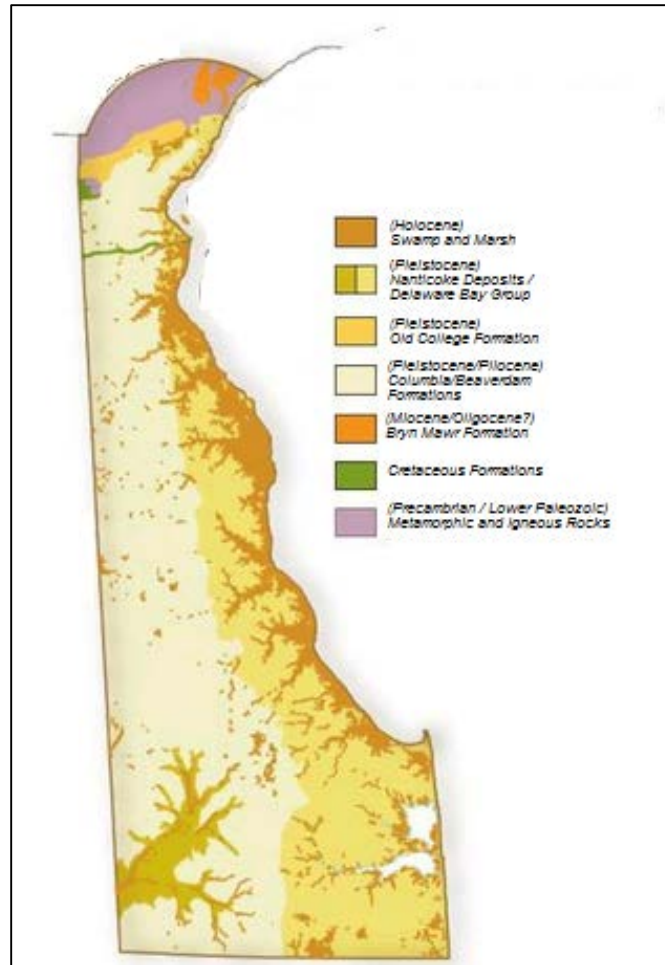 (Holocene)
Swamp and Marsh
(Pleistocene)
Nanticoke Deposits /
Delaware Bay Group
(Pleistocene)
Old College Formation
(Pleistocene/Pliocene)
Columbia/Beaverdam
Formations
(Miocene/Oligocene?)
Bryn Mawr Formation
Cretaceous Formations
(Precambrian / Lower Paleozoic)
Metamorphic and Igneous Rocks